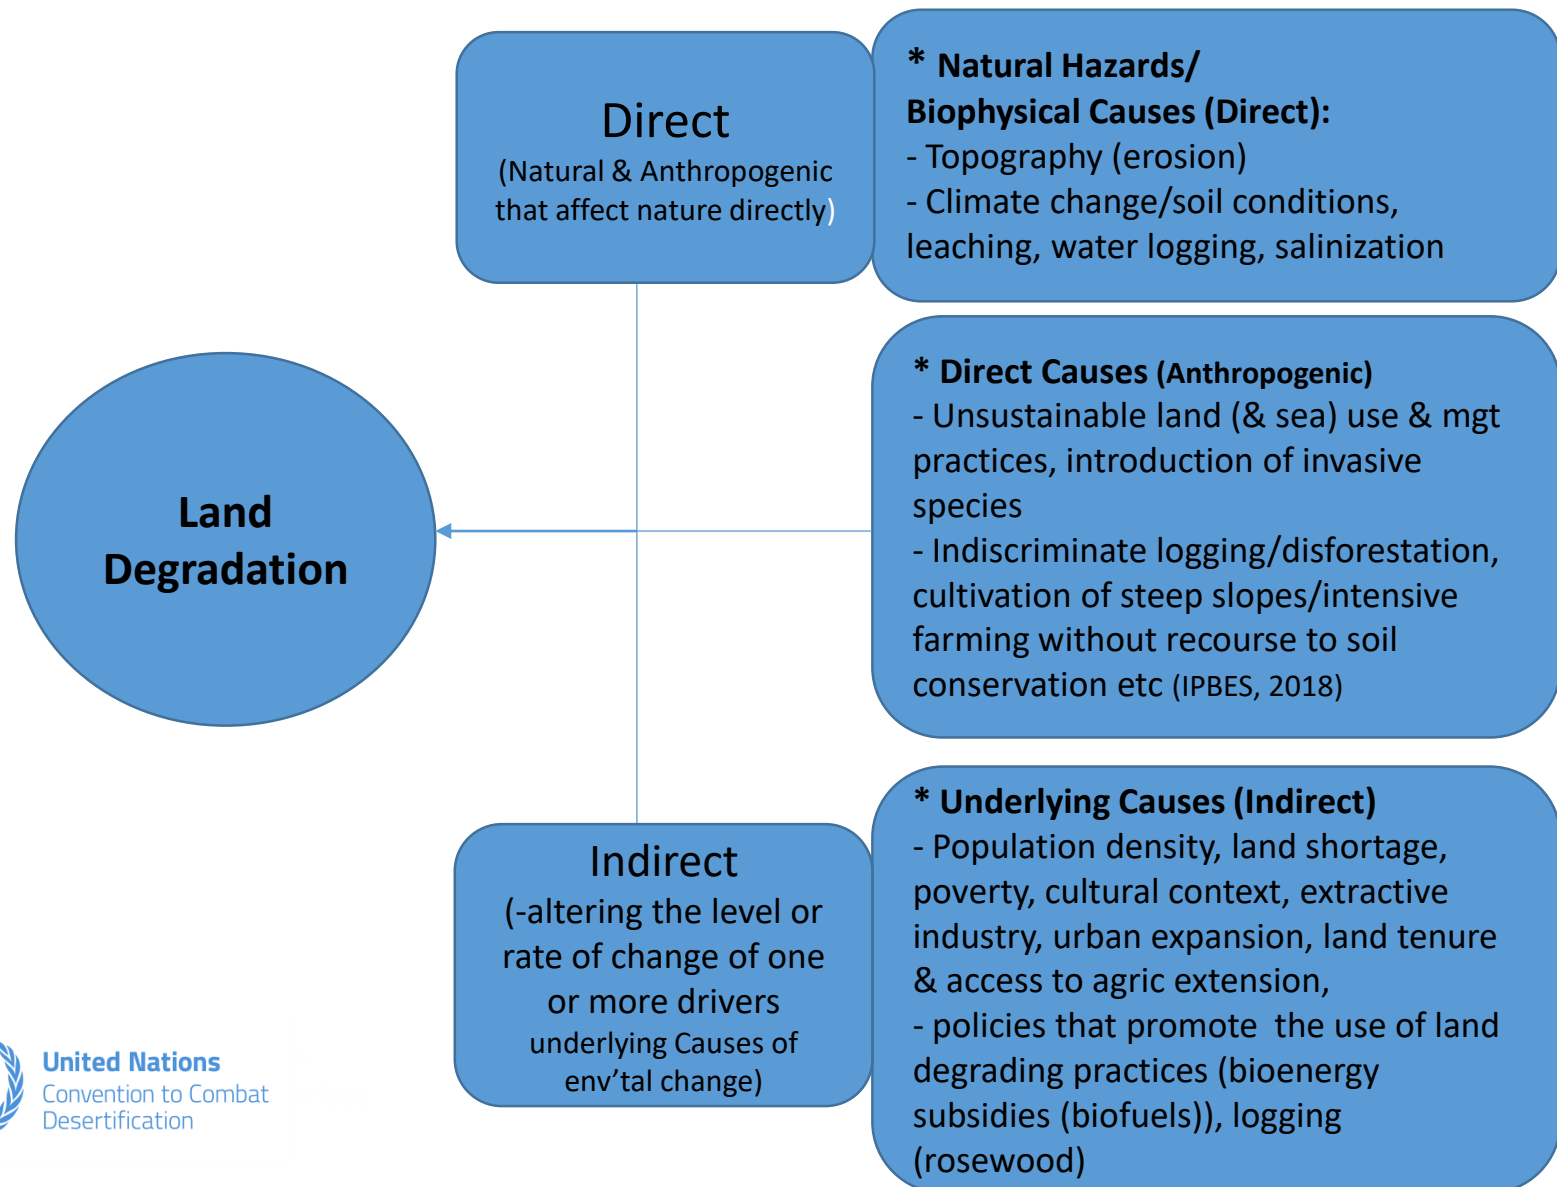 Direct
(Natural & Anthropogenic
that affect nature directly)
* Natural Hazards/
Biophysical Causes (Direct):
- Topography (erosion)
- Climate change/soil conditions,
leaching, water logging, salinization
Land
Degradation
* Direct Causes (Anthropogenic)
- Unsustainable land (& sea) use & mgt
practices, introduction of invasive
species
- Indiscriminate logging/disforestation,
cultivation of steep slopes/intensive
farming without recourse to soil
conservation etc (IPBES, 2018)
Indirect
(-altering the level or
rate of change of one
or more drivers
underlying Causes of
env’tal change)
* Underlying Causes (Indirect)
- Population density, land shortage,
poverty, cultural context, extractive
industry, urban expansion, land tenure
& access to agric extension,
- policies that promote  the use of land
degrading practices (bioenergy
subsidies (biofuels)), logging
(rosewood)
United Nations
Convention to Combat
Desertification